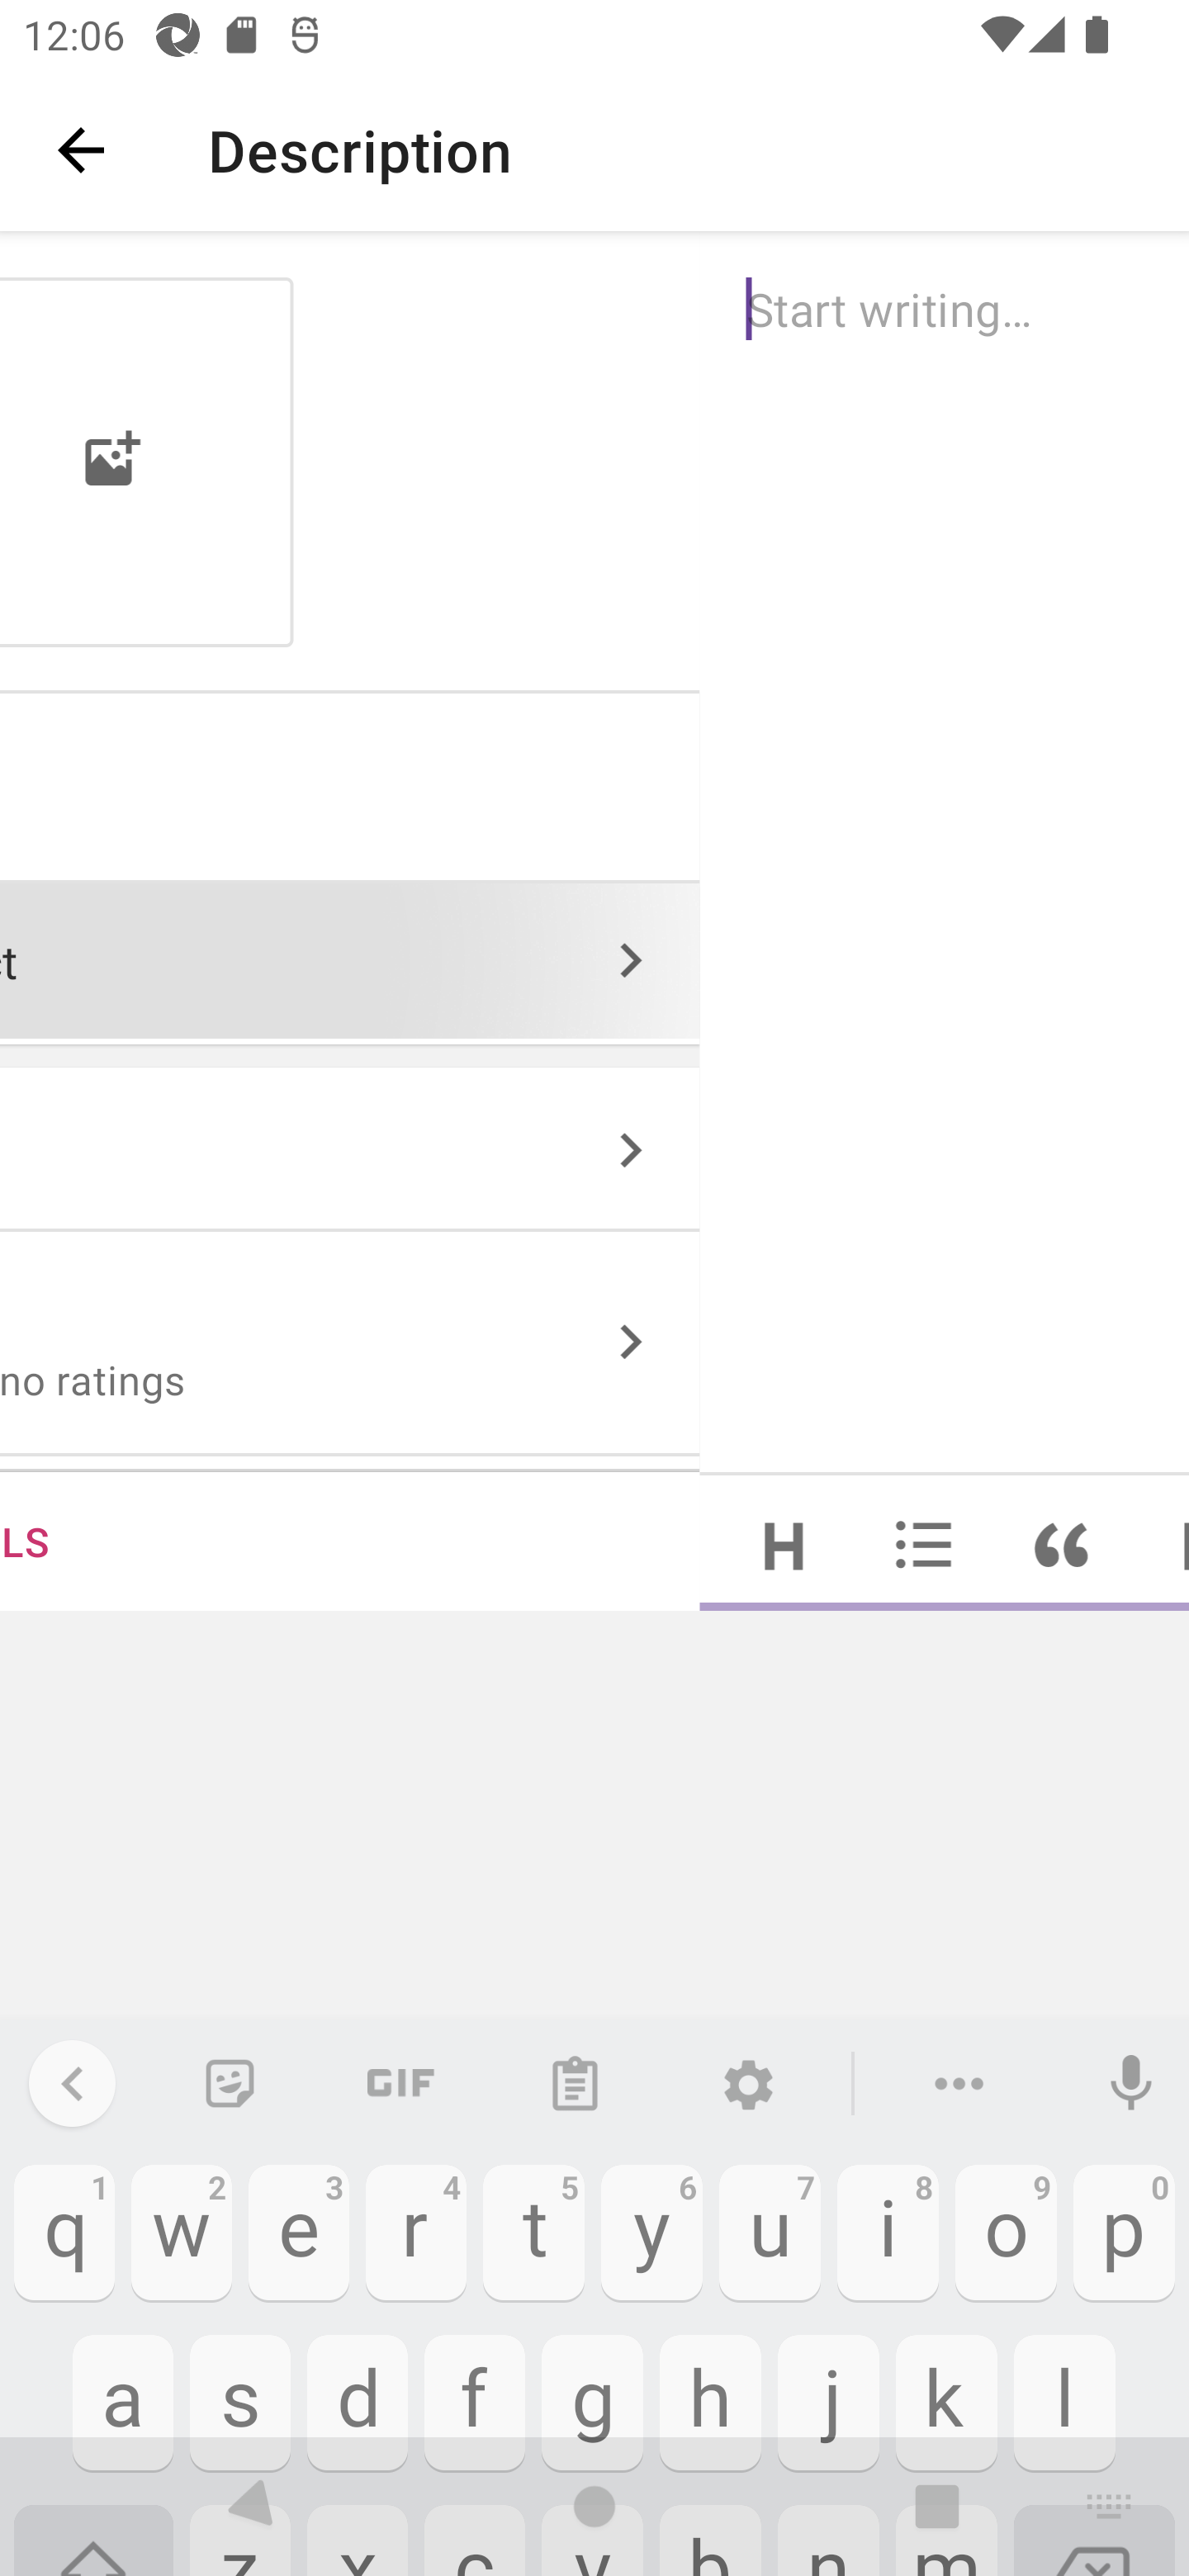 12:06
Description
Start writing…
ct
no ratings
LS
H
GIF
1 2 3 4 5 6 7 8 9 0
q w e r t y u i o p
a s d f g h j k l
z x c v b n m